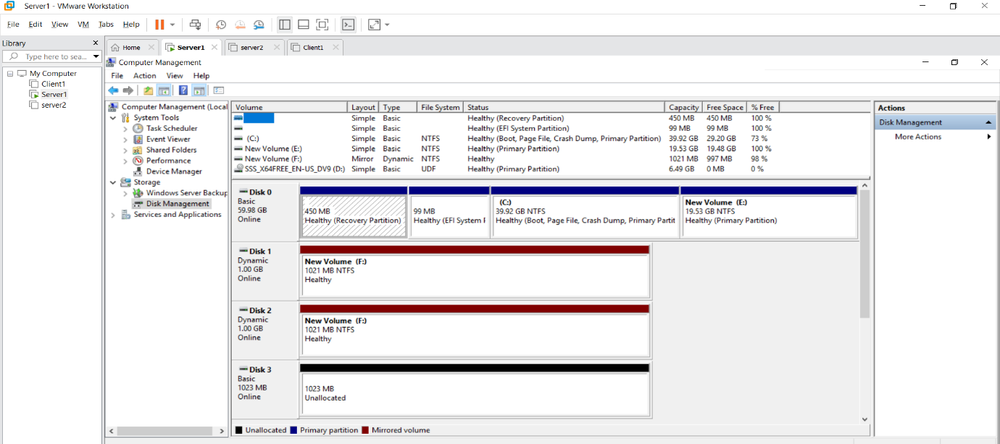 Server1 - VMware Workstation
File Edit View VM Tabs Help
Library
Home Server1 server2 Client1
Type here to sea...
My Computer
Client1
Server1
server2
Computer Management
File Action View Help
Computer Management (Local
System Tools
Task Scheduler
Event Viewer
Shared Folders
Performance
Device Manager
Storage
Windows Server Backup
Disk Management
Services and Applications
Volume Layout Type File System Status Capacity Free Space % Free
Simple Basic Healthy (Recovery Partition) 450 MB 450 MB 100 %
Simple Basic Healthy (EFI System Partition) 99 MB 99 MB 100 %
(C:) Simple Basic NTFS Healthy (Boot, Page File, Crash Dump, Primary Partition) 39.92 GB 29.20 GB 73 %
New Volume (E:) Simple Basic NTFS Healthy (Primary Partition) 19.53 GB 19.48 GB 100 %
New Volume (F:) Mirror Dynamic NTFS Healthy 1021 MB 997 MB 98 %
SSS_X64FREE_EN-US_DV9 (D:) Simple Basic UDF Healthy (Primary Partition) 6.49 GB 0 MB 0 %
Disk 0
Basic
59.98 GB
Online
450 MB
Healthy (Recovery Partition)
99 MB
Healthy (EFI System P
(C:)
39.92 GB NTFS
Healthy (Boot, Page File, Crash Dump, Primary Partit
New Volume (E:)
19.53 GB NTFS
Healthy (Primary Partition)
Disk 1
Dynamic
1.00 GB
Online
New Volume (F:)
1021 MB NTFS
Healthy
Disk 2
Dynamic
1.00 GB
Online
New Volume (F:)
1021 MB NTFS
Healthy
Disk 3
Basic
1023 MB
Online
1023 MB
Unallocated
Unallocated Primary partition Mirrored volume
Actions
Disk Management
More Actions